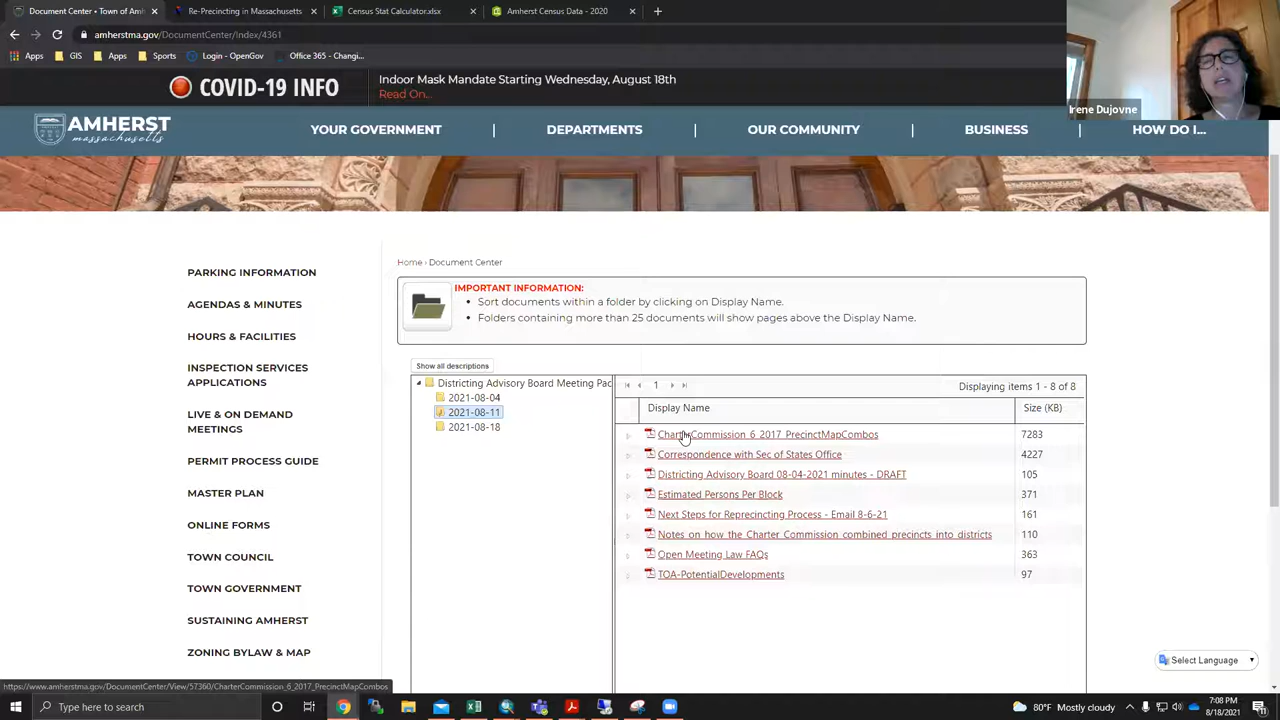 Document Center • Town of Am
Re-Precincting in Massachusetts
Census Stat Calculator.xlsx
Amherst Census Data - 2020
amherstma.gov/DocumentCenter/Index/4361
Apps
GIS
AP
Sports
Login - OpenGov
Office 365 - Changi...
COVID-19 INFO
Indoor Mask Mandate Starting Wednesday, August 18th
Read On...
Irene Dujovne
AMHERST
massachusetts
YOUR GOVERNMENT
DEPARTMENTS
OUR COMMUNITY
BUSINESS
HOW DO I...
PARKING INFORMATION
AGENDAS & MINUTES
HOURS & FACILITIES
INSPECTION SERVICES
APPLICATIONS
LIVE & ON DEMAND
MEETINGS
PERMIT PROCESS GUIDE
MASTER PLAN
ONLINE FORMS
TOWN COUNCIL
TOWN GOVERNMENT
SUSTAINING AMHERST
ZONING BYLAW & MAP
Home › Document Center
IMPORTANT INFORMATION:
• Sort documents within a folder by clicking on Display Name.
• Folders containing more than 25 documents will show pages above the Display Name.
Show all descriptions
Districting Advisory Board Meeting Pac
2021-08-04
2021-08-11
2021-08-18
1
Displaying items 1 - 8 of 8
Display Name
Size (KB)
CharterCommission_6_2017_PrecinctMapCombos 7283
Correspondence with Sec of States Office 4227
Districting Advisory Board 08-04-2021 minutes - DRAFT 105
Estimated Persons Per Block 371
Next Steps for Reprecincting Process - Email 8-6-21 161
Notes on how the Charter Commission combined precincts into districts 110
Open Meeting Law FAQs 363
TOA-PotentialDevelopments 97
Select Language
https://www.amherstma.gov/DocumentCenter/View/57360/CharterCommission_6_2017_PrecinctMapCombos
Type here to search
80°F Mostly cloudy
7:08 PM
8/18/2021